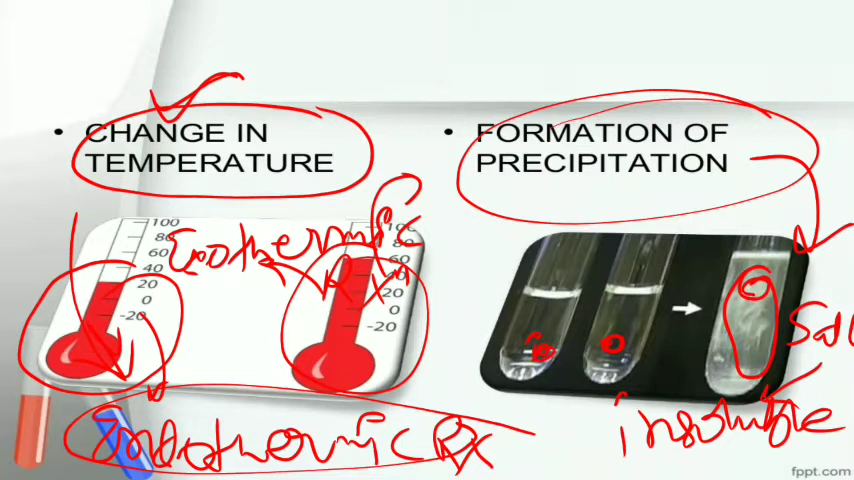 • CHANGE IN
TEMPERATURE
• FORMATION OF
PRECIPITATION
100
80
60
40
20
0
-20
100
80
60
40
20
0
-20
Exothermic
Rxn
Endothermic Rx
insoluble
fppt.com